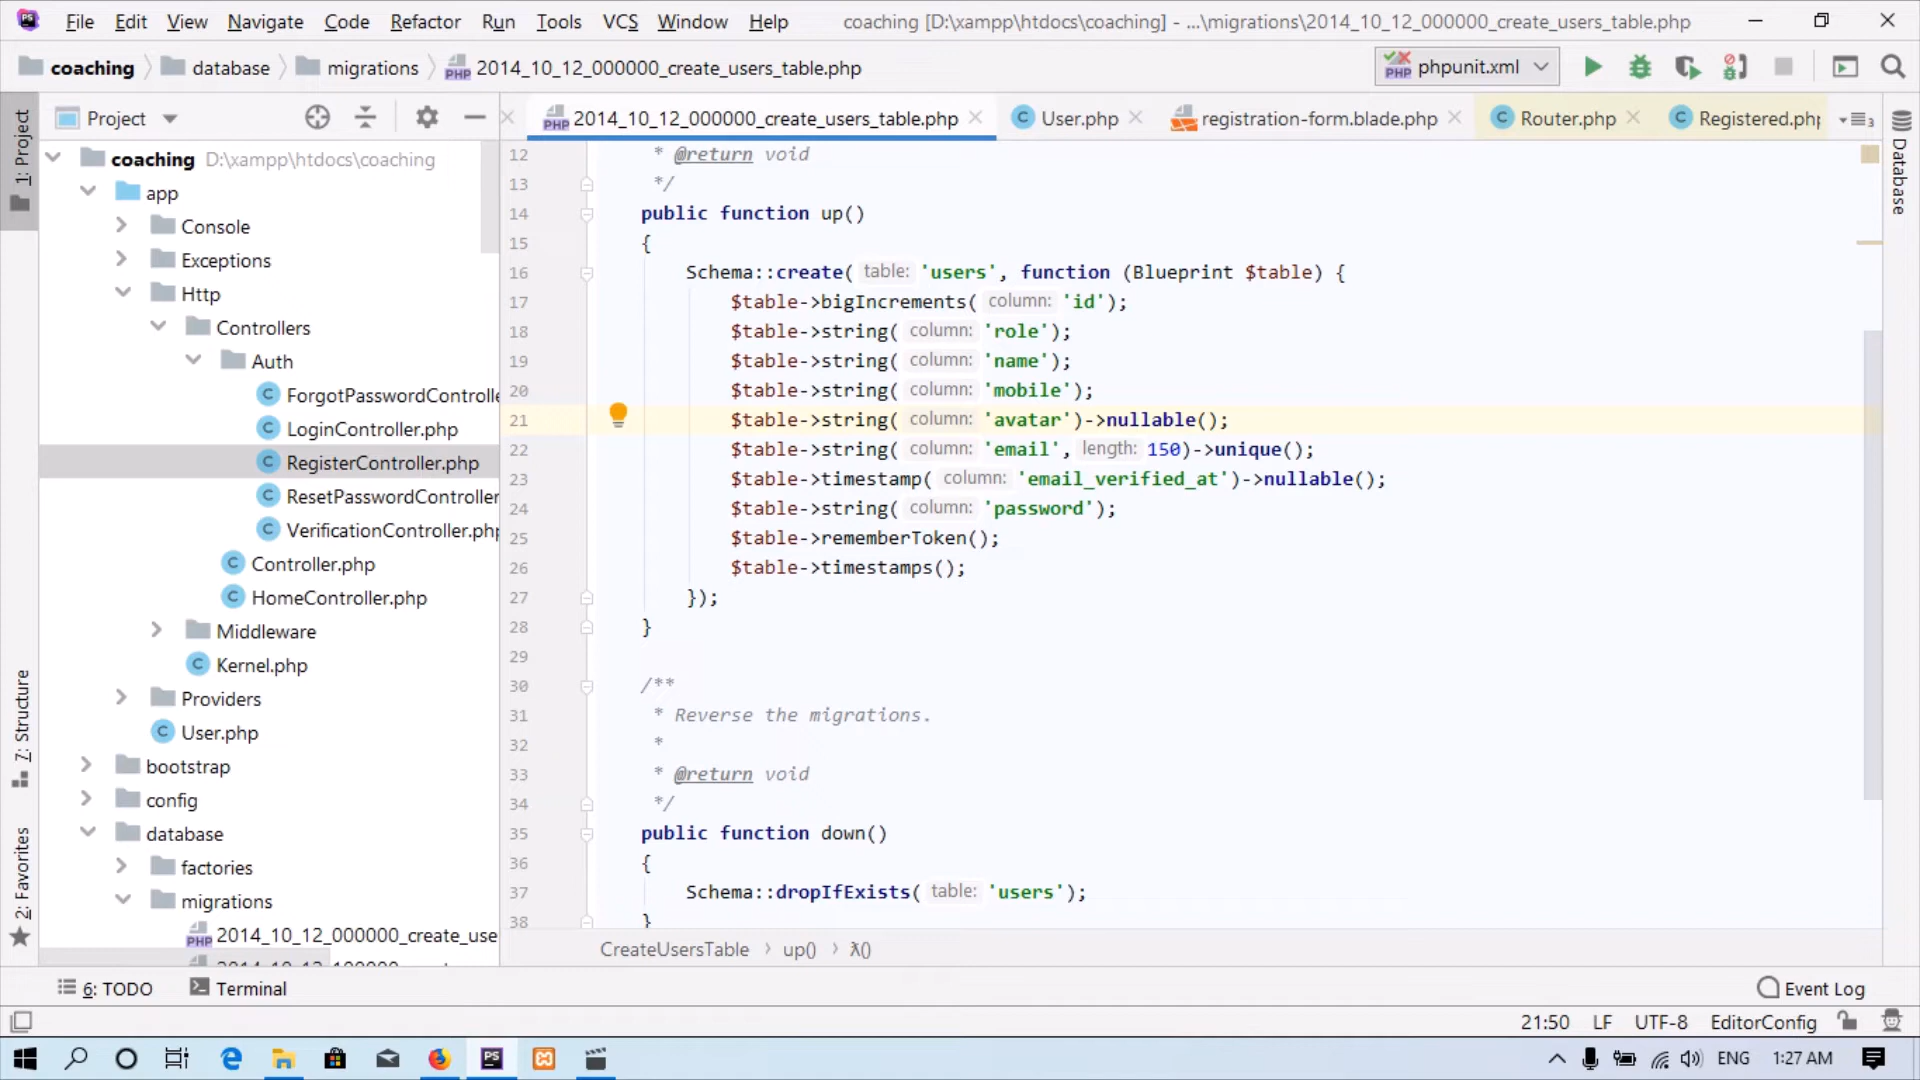 File Edit View Navigate Code Refactor Run Tools VCS Window Help coaching [D:\xampp\htdocs\coaching] - ...\migrations\2014_10_12_000000_create_users_table.php
coaching database migrations PHP 2014_10_12_000000_create_users_table.php PHP phpunit.xml
Project
PHP 2014_10_12_000000_create_users_table.php
C User.php
registration-form.blade.php
C Router.php
C Registered.php
3
1: Project
7: Structure
2: Favorites
Database
coaching D:\xampp\htdocs\coaching
app
Console
Exceptions
Http
Controllers
Auth
C ForgotPasswordControlle
C LoginController.php
C RegisterController.php
C ResetPasswordController
C VerificationController.php
C Controller.php
C HomeController.php
Middleware
C Kernel.php
Providers
C User.php
bootstrap
config
database
factories
migrations
PHP 2014_10_12_000000_create_use
12 * @return void
13 */
14 public function up()
15 {
16 Schema::create( table: 'users', function (Blueprint $table) {
17 $table->bigIncrements( column: 'id');
18 $table->string( column: 'role');
19 $table->string( column: 'name');
20 $table->string( column: 'mobile');
21 $table->string( column: 'avatar')->nullable();
22 $table->string( column: 'email', length: 150)->unique();
23 $table->timestamp( column: 'email_verified_at')->nullable();
24 $table->string( column: 'password');
25 $table->rememberToken();
26 $table->timestamps();
27 });
28 }
29
30 /**
31 * Reverse the migrations.
32 *
33 * @return void
34 */
35 public function down()
36 {
37 Schema::dropIfExists( table: 'users');
38 }
CreateUsersTable › up() › λ()
6: TODO Terminal Event Log
21:50 LF UTF-8 EditorConfig
PS ENG 1:27 AM